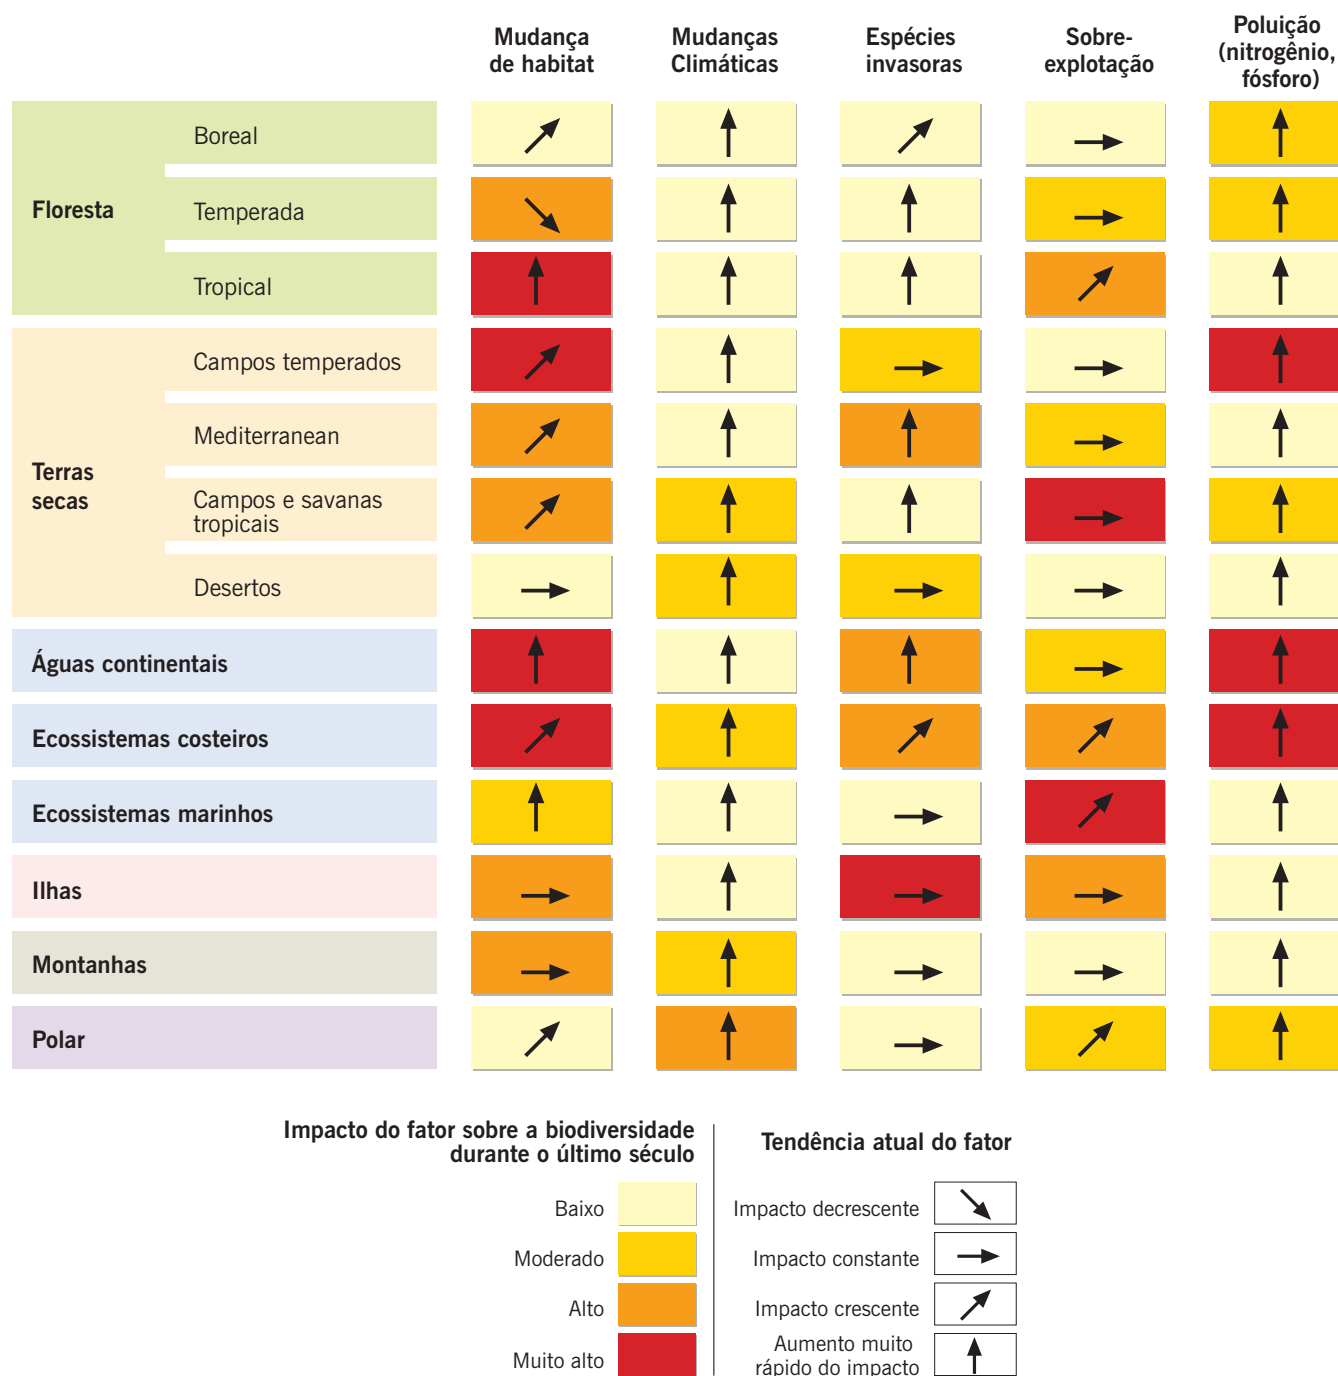 Mudança
de habitat
Mudanças
Climáticas
Espécies
invasoras
Sobre-
explotação
Poluição
(nitrogênio,
fósforo)
Floresta
Boreal
Temperada
Tropical
Terras
secas
Campos temperados
Mediterranean
Campos e savanas
tropicais
Desertos
Águas continentais
Ecossistemas costeiros
Ecossistemas marinhos
Ilhas
Montanhas
Polar
Impacto do fator sobre a biodiversidade
durante o último século
Baixo
Moderado
Alto
Muito alto
Tendência atual do fator
Impacto decrescente
Impacto constante
Impacto crescente
Aumento muito
rápido do impacto